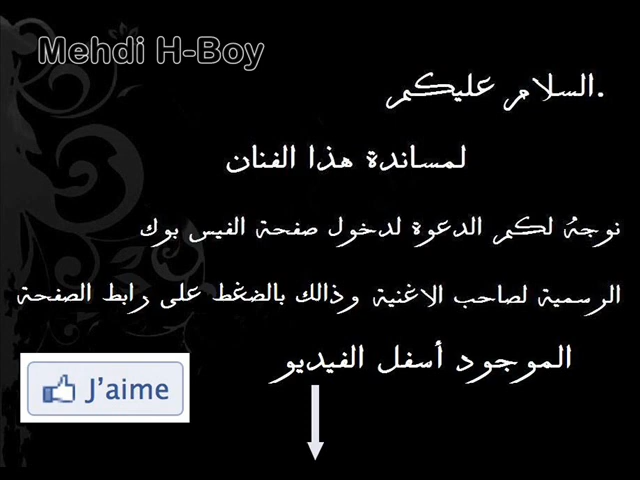 Mehdi H-Boy
السلام عليكم.
لمساندة هذا الفنان
نوجهُ لكم الدعوة لدخول صفحة الفيس بوك
الرسمية لصاحب الاغنية وذالك بالضغط على رابط الصفحة
الموجود أسفل الفيديو
J'aime